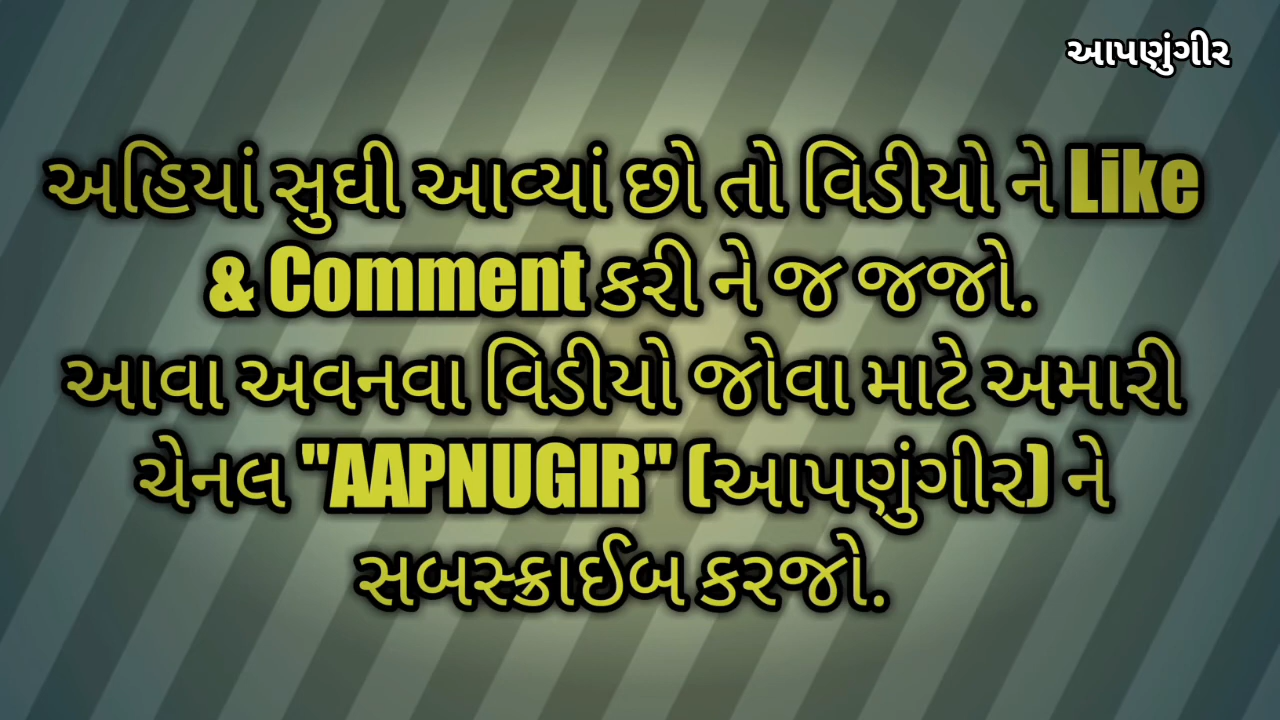 આપણુંગીર
અહિયાં સુધી આવ્યાં છો તો વિડીયો ને Like
& Comment કરી ને જ જજો.
આવા અવનવા વિડીયો જોવા માટે અમારી
ચેનલ "AAPNUGIR" (આપણુંગીર) ને
સબસ્ક્રાઈબ કરજો.